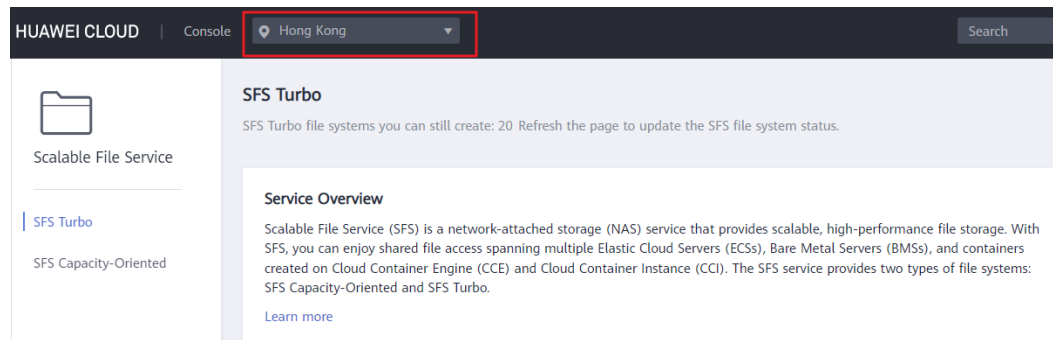 HUAWEI CLOUD | Console Hong Kong Search
Scalable File Service
SFS Turbo
SFS Capacity-Oriented
SFS Turbo
SFS Turbo file systems you can still create: 20 Refresh the page to update the SFS file system status.
Service Overview
Scalable File Service (SFS) is a network-attached storage (NAS) service that provides scalable, high-performance file storage. With
SFS, you can enjoy shared file access spanning multiple Elastic Cloud Servers (ECSs), Bare Metal Servers (BMSs), and containers
created on Cloud Container Engine (CCE) and Cloud Container Instance (CCI). The SFS service provides two types of file systems:
SFS Capacity-Oriented and SFS Turbo.
Learn more